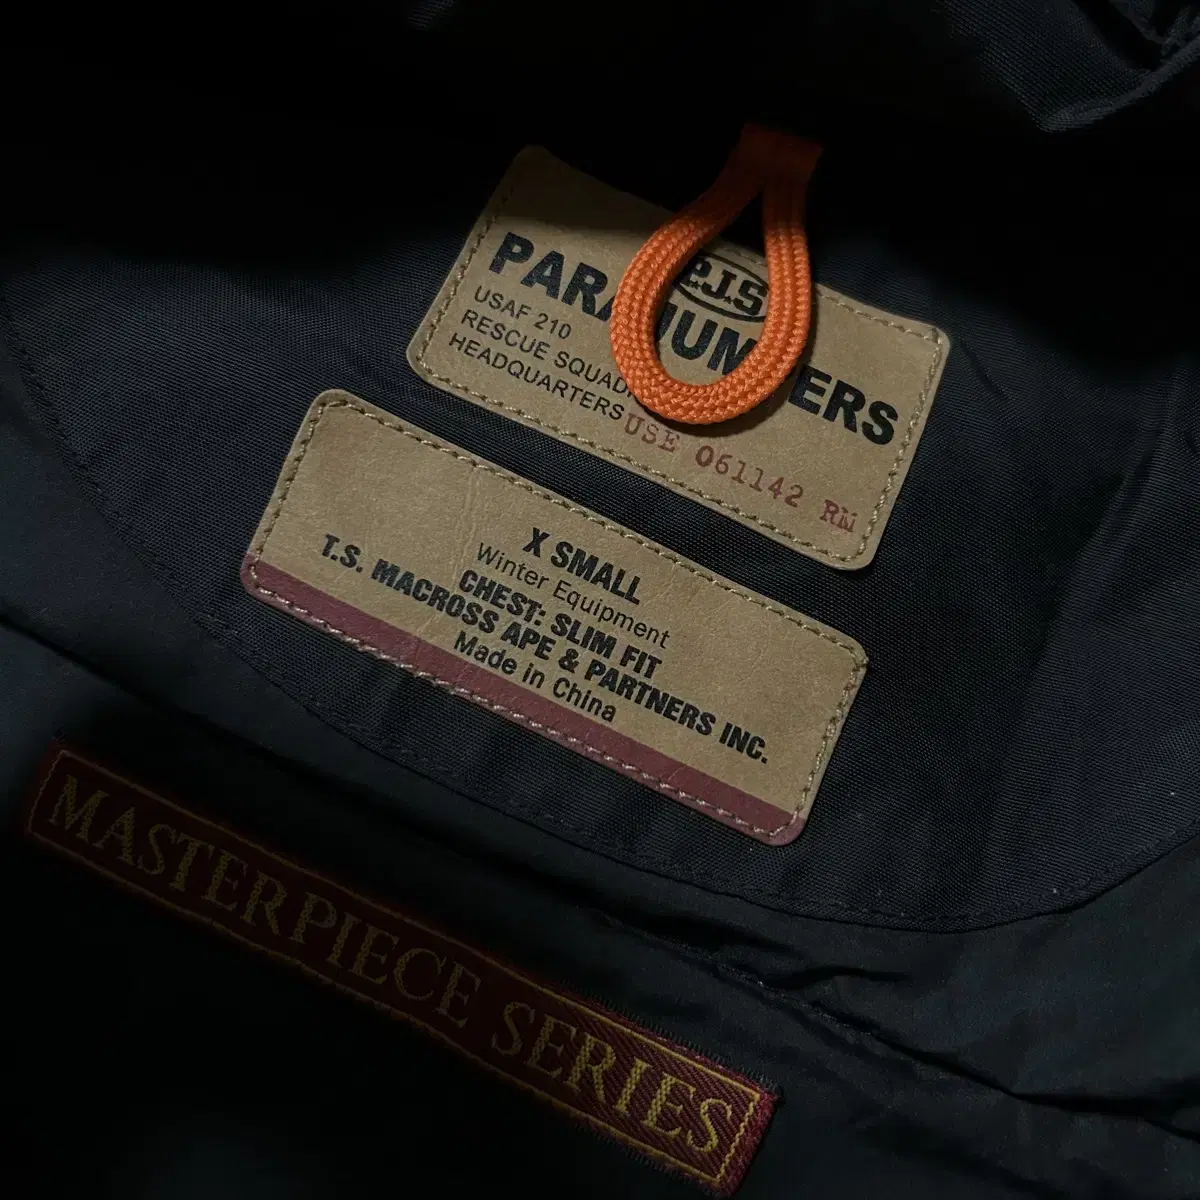 P.J.S
PARAJUMPERS
USAF 210
RESCUE SQUAD
HEADQUARTERS
USE 061142 RM
X SMALL
Winter Equipment
CHEST: SLIM FIT
T.S. MACROSS APE & PARTNERS INC.
Made in China
MASTERPIECE SERIES